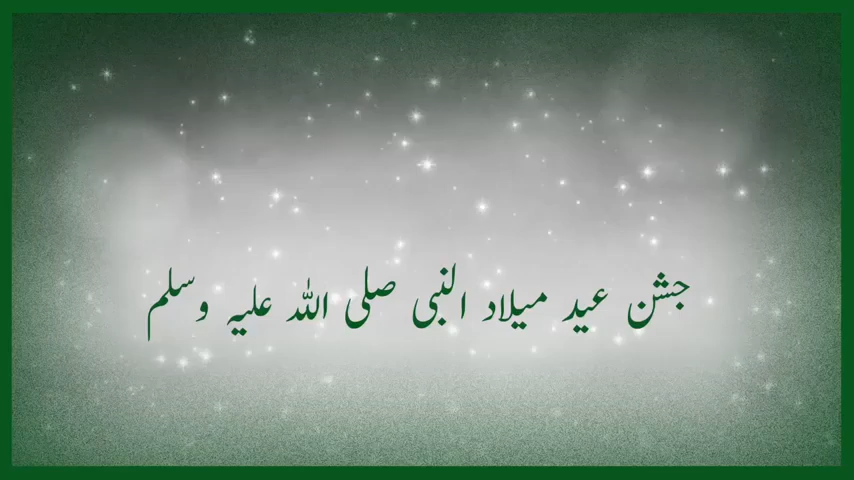 جشن عید میلاد النبی صلی اللہ علیہ وسلم